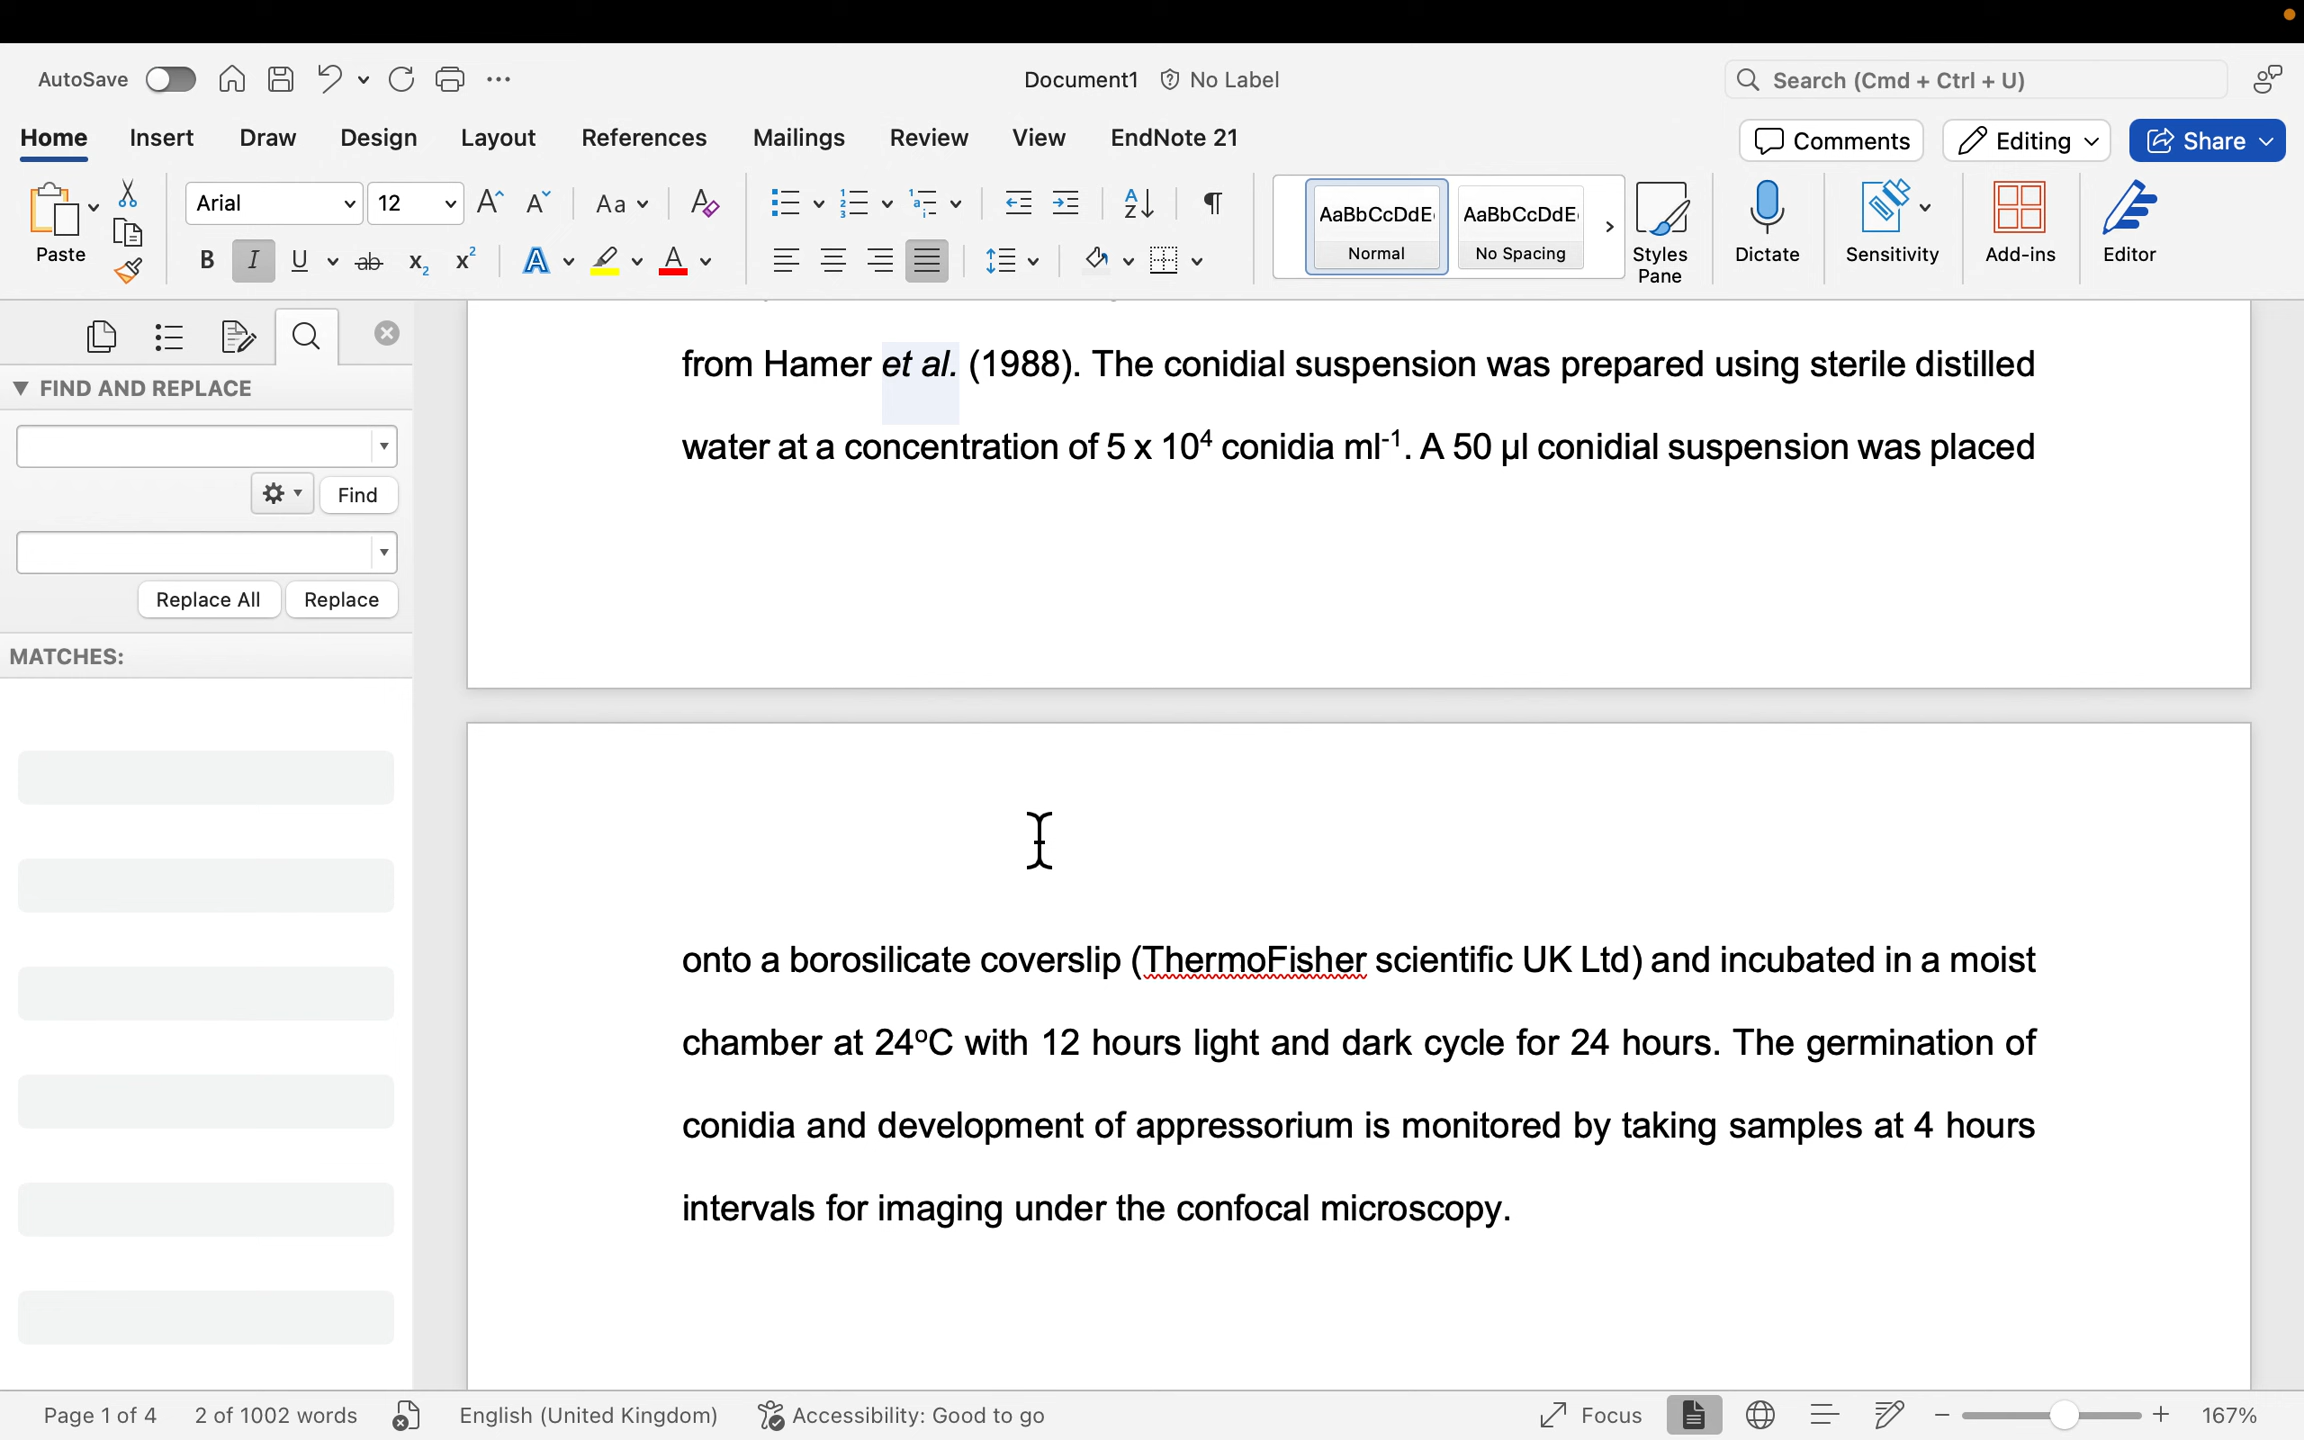 AutoSave
Document1 No Label
Search (Cmd + Ctrl + U)
Home Insert Draw Design Layout References Mailings Review View EndNote 21
Comments Editing Share
Paste
Arial 12
Aa
B I U ab x₂ x² A A
A Z ¶
AaBbCcDdE AaBbCcDdE
Normal No Spacing
Styles Pane
Dictate
Sensitivity
Add-ins
Editor
FIND AND REPLACE
Find
Replace All Replace
MATCHES:
from Hamer et al. (1988). The conidial suspension was prepared using sterile distilled
water at a concentration of 5 x 10⁴ conidia ml⁻¹. A 50 µl conidial suspension was placed
onto a borosilicate coverslip (ThermoFisher scientific UK Ltd) and incubated in a moist
chamber at 24ºC with 12 hours light and dark cycle for 24 hours. The germination of
conidia and development of appressorium is monitored by taking samples at 4 hours
intervals for imaging under the confocal microscopy.
Page 1 of 4 2 of 1002 words English (United Kingdom) Accessibility: Good to go Focus 167%